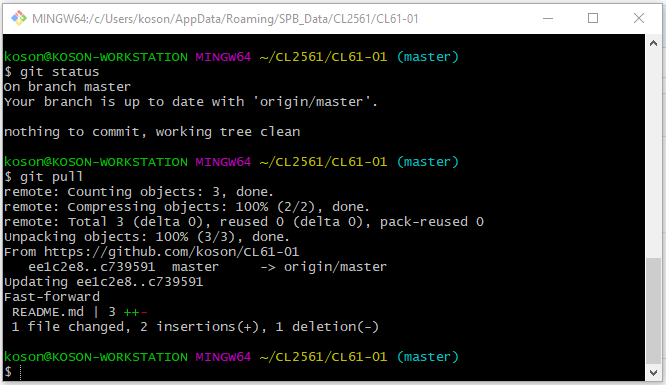 MINGW64:/c/Users/koson/AppData/Roaming/SPB_Data/CL2561/CL61-01
koson@KOSON-WORKSTATION MINGW64 ~/CL2561/CL61-01 (master)
$ git status
On branch master
Your branch is up to date with 'origin/master'.
nothing to commit, working tree clean
koson@KOSON-WORKSTATION MINGW64 ~/CL2561/CL61-01 (master)
$ git pull
remote: Counting objects: 3, done.
remote: Compressing objects: 100% (2/2), done.
remote: Total 3 (delta 0), reused 0 (delta 0), pack-reused 0
Unpacking objects: 100% (3/3), done.
From https://github.com/koson/CL61-01
   ee1c2e8..c739591  master     -> origin/master
Updating ee1c2e8..c739591
Fast-forward
 README.md | 3 ++-
 1 file changed, 2 insertions(+), 1 deletion(-)
koson@KOSON-WORKSTATION MINGW64 ~/CL2561/CL61-01 (master)
$